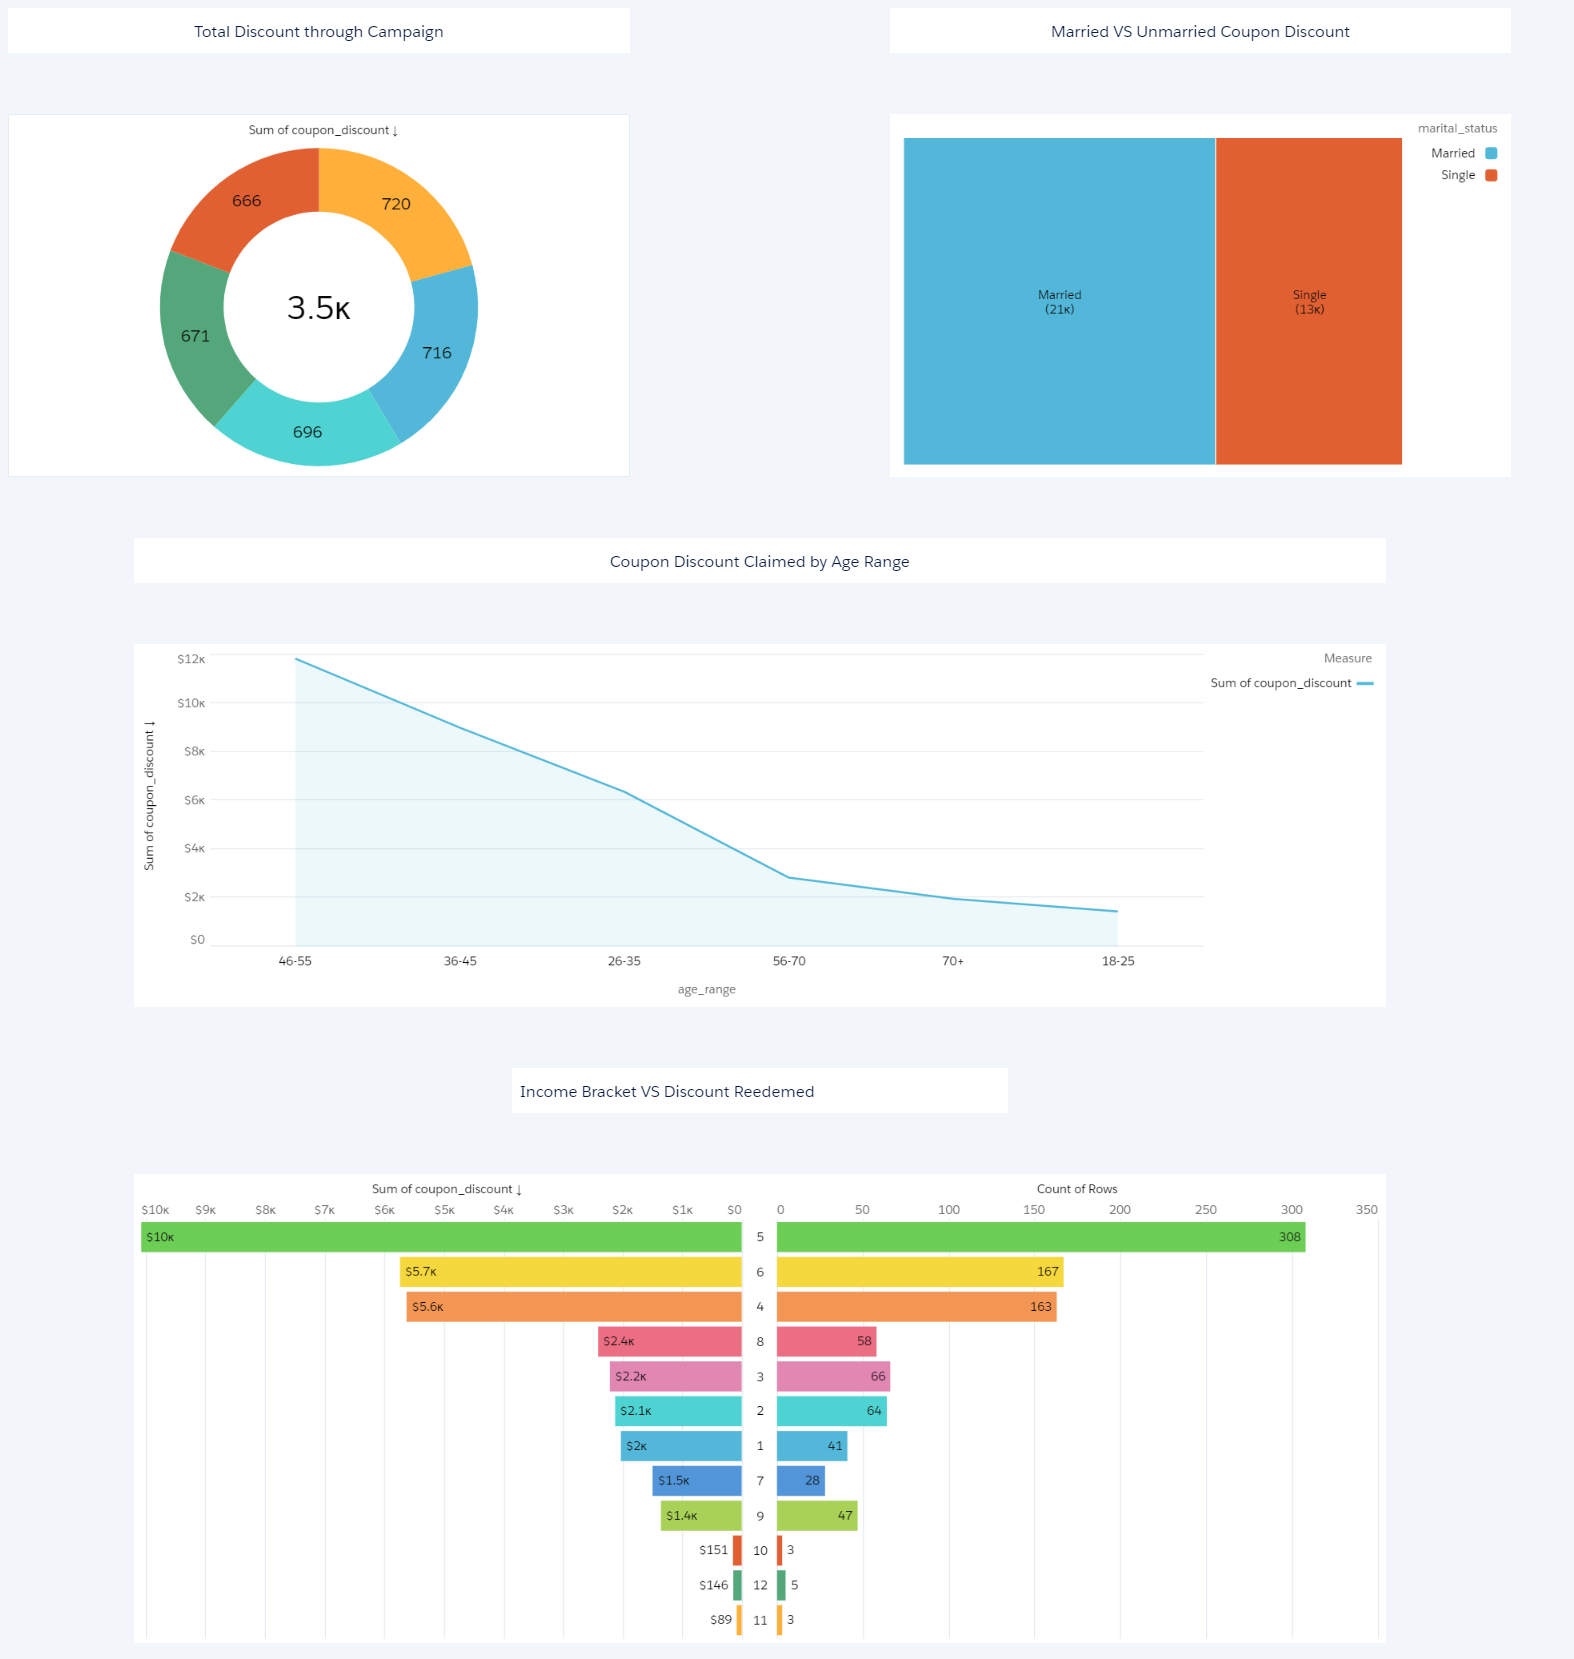 Total Discount through Campaign
Married VS Unmarried Coupon Discount
Sum of coupon_discount ↓
666
720
3.5K
671
716
696
marital_status
Married
Single
Married
(21K)
Single
(13K)
Coupon Discount Claimed by Age Range
Sum of coupon_discount ↓
$12K
$10K
$8K
$6K
$4K
$2K
$0
46-55 36-45 26-35 56-70 70+ 18-25
age_range
Measure
Sum of coupon_discount
Income Bracket VS Discount Reedemed
Sum of coupon_discount ↓ Count of Rows
$10K $9K $8K $7K $6K $5K $4K $3K $2K $1K $0 0 50 100 150 200 250 300 350
$10K 5 308
$5.7K 6 167
$5.6K 4 163
$2.4K 8 58
$2.2K 3 66
$2.1K 2 64
$2K 1 41
$1.5K 7 28
$1.4K 9 47
$151 10 3
$146 12 5
$89 11 3